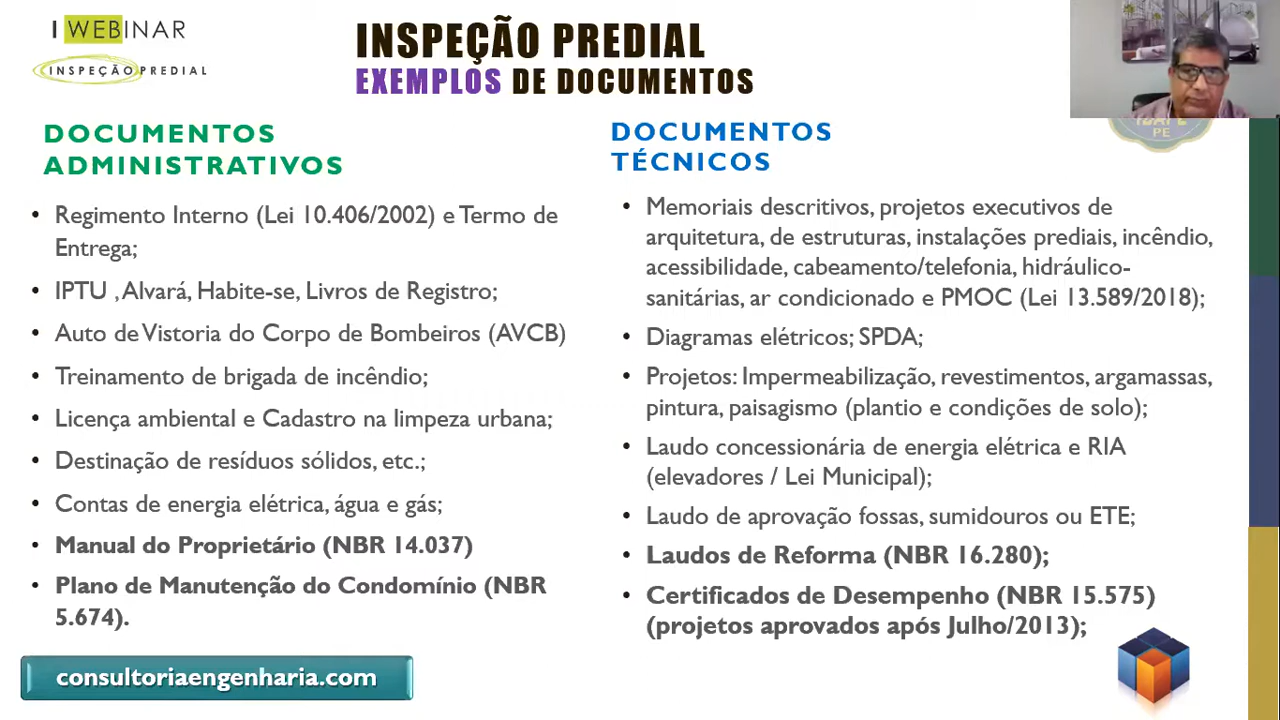 I WEBINAR
INSPEÇÃO PREDIAL
INSPEÇÃO PREDIAL
EXEMPLOS DE DOCUMENTOS
DOCUMENTOS
ADMINISTRATIVOS
• Regimento Interno (Lei 10.406/2002) e Termo de
Entrega;
• IPTU , Alvará, Habite-se, Livros de Registro;
• Auto de Vistoria do Corpo de Bombeiros (AVCB)
• Treinamento de brigada de incêndio;
• Licença ambiental e Cadastro na limpeza urbana;
• Destinação de resíduos sólidos, etc.;
• Contas de energia elétrica, água e gás;
• Manual do Proprietário (NBR 14.037)
• Plano de Manutenção do Condomínio (NBR
5.674).
consultoriaengenharia.com
DOCUMENTOS
TÉCNICOS
• Memoriais descritivos, projetos executivos de
arquitetura, de estruturas, instalações prediais, incêndio,
acessibilidade, cabeamento/telefonia, hidráulico-
sanitárias, ar condicionado e PMOC (Lei 13.589/2018);
• Diagramas elétricos; SPDA;
• Projetos: Impermeabilização, revestimentos, argamassas,
pintura, paisagismo (plantio e condições de solo);
• Laudo concessionária de energia elétrica e RIA
(elevadores / Lei Municipal);
• Laudo de aprovação fossas, sumidouros ou ETE;
• Laudos de Reforma (NBR 16.280);
• Certificados de Desempenho (NBR 15.575)
(projetos aprovados após Julho/2013);
PE